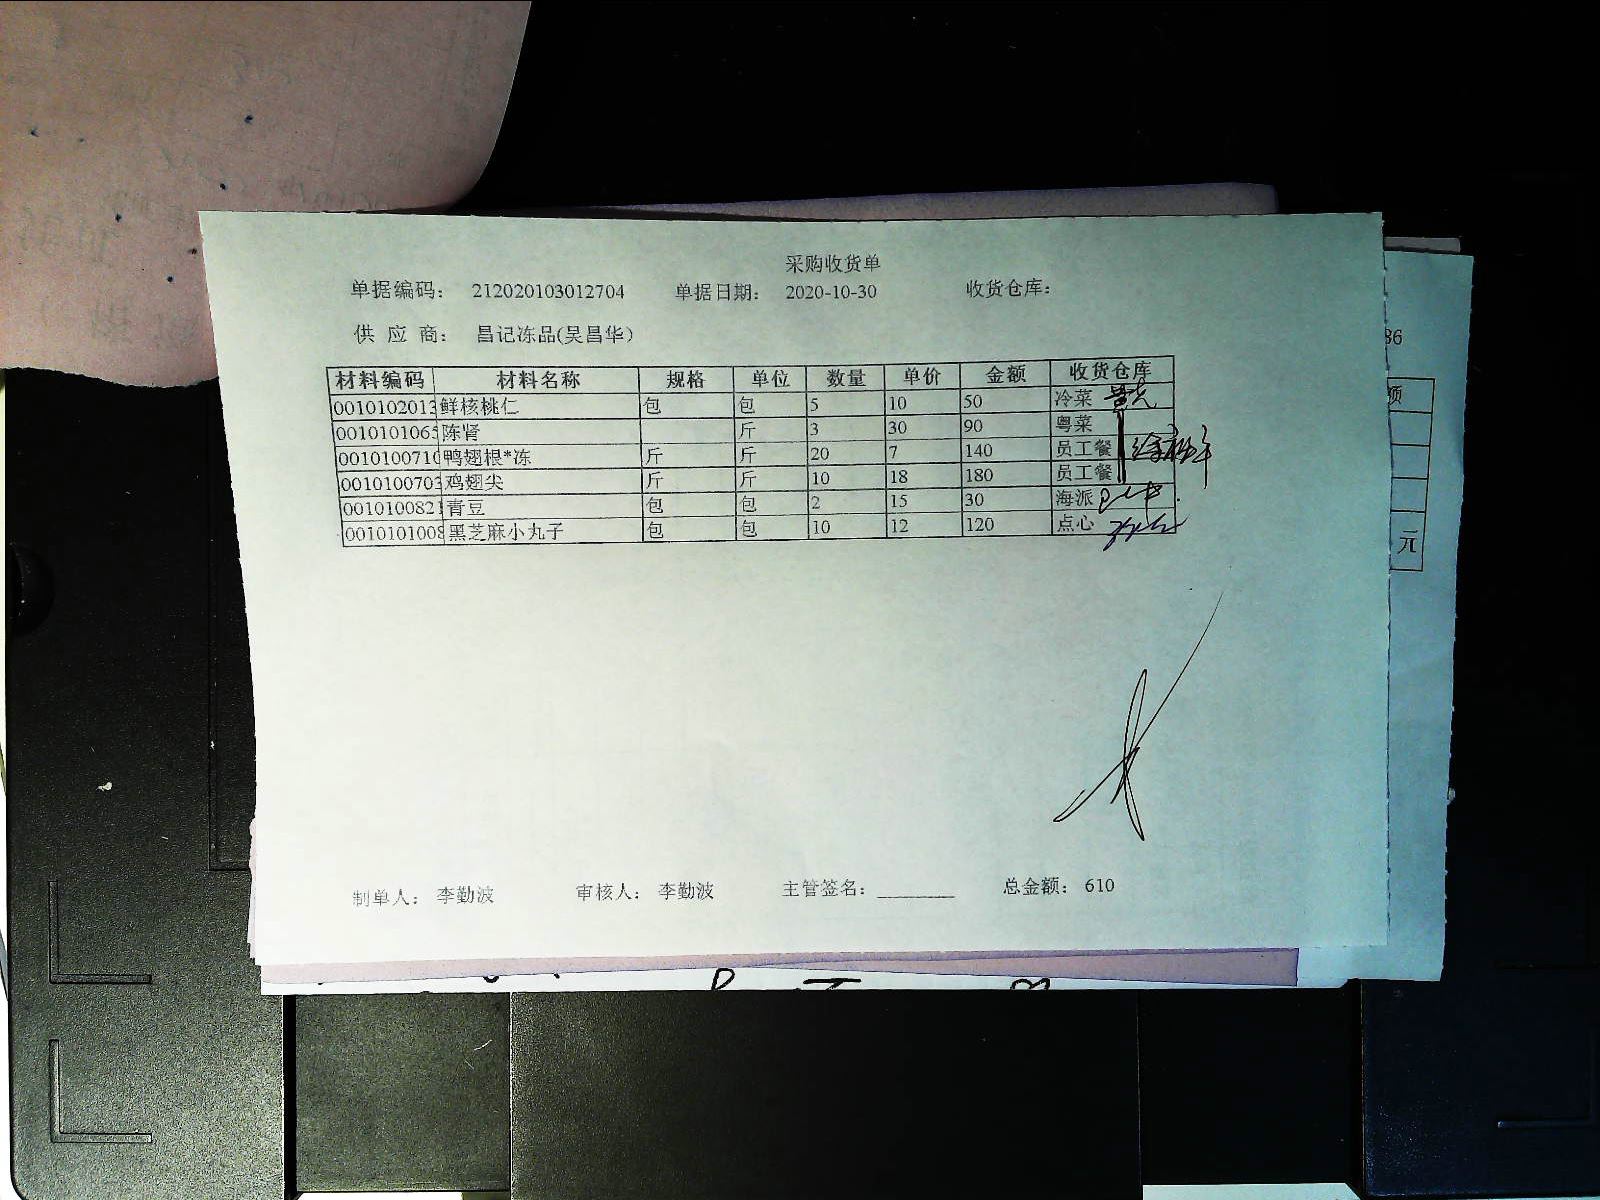 采购收货单
单据编码： 212020103012704 单据日期： 2020-10-30 收货仓库：
供 应 商： 昌记冻品(吴昌华)
材料编码 材料名称 规格 单位 数量 单价 金额 收货仓库
0010102013 鲜核桃仁 包 包 5 10 50 冷菜
0010101065 陈肾 斤 3 30 90 粤菜
0010100710 鸭翅根*冻 斤 斤 20 7 140 员工餐
0010100703 鸡翅尖 斤 斤 10 18 180 员工餐
0010100821 青豆 包 包 2 15 30 海派
0010101008 黑芝麻小丸子 包 包 10 12 120 点心
制单人： 李勤波 审核人： 李勤波 主管签名： 总金额： 610
86
额
元